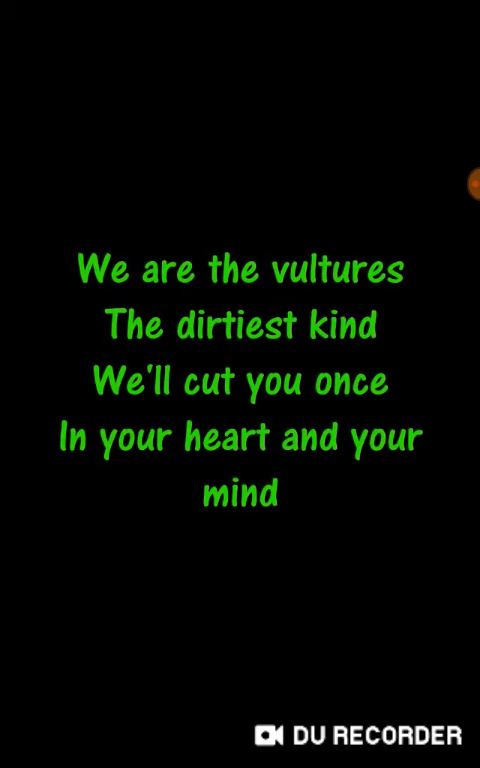 We are the vultures
The dirtiest kind
We'll cut you once
In your heart and your
mind
DU RECORDER